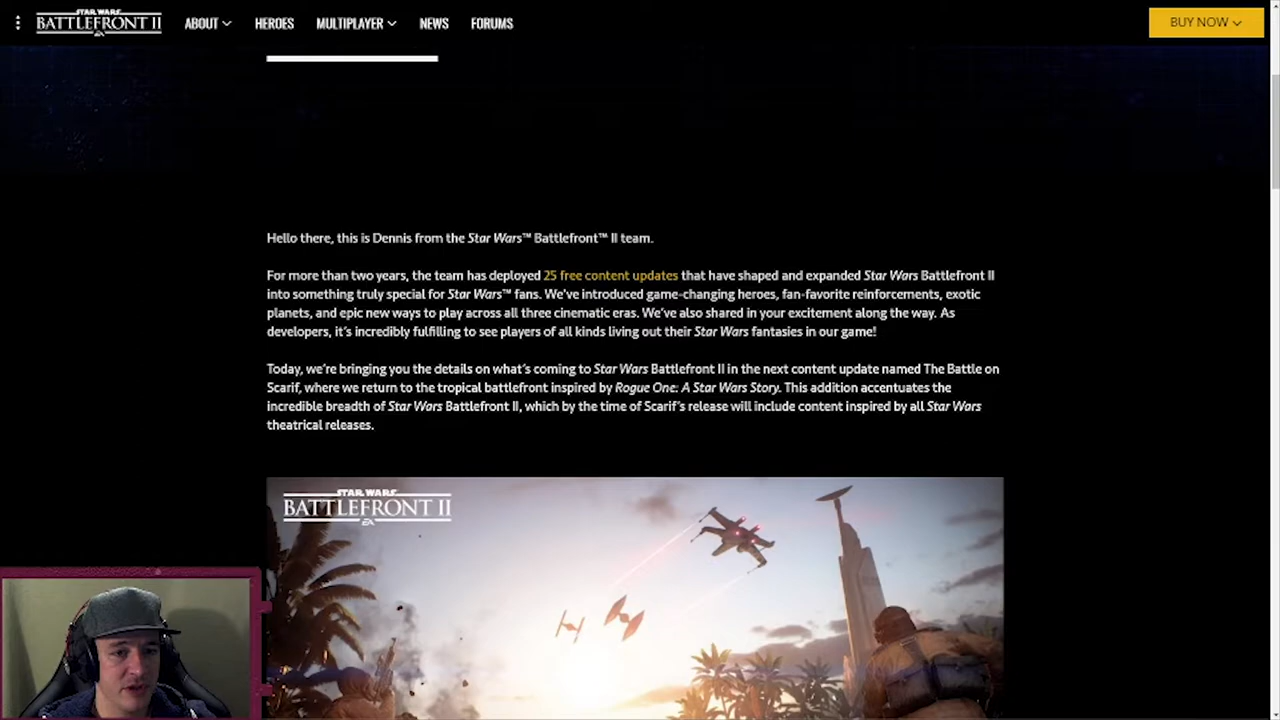 STAR WARS
BATTLEFRONT II
EA
ABOUT
HEROES
MULTIPLAYER
NEWS
FORUMS
BUY NOW
Hello there, this is Dennis from the Star Wars™ Battlefront™ II team.
For more than two years, the team has deployed 25 free content updates that have shaped and expanded Star Wars Battlefront II
into something truly special for Star Wars™ fans. We've introduced game-changing heroes, fan-favorite reinforcements, exotic
planets, and epic new ways to play across all three cinematic eras. We've also shared in your excitement along the way. As
developers, it's incredibly fulfilling to see players of all kinds living out their Star Wars fantasies in our game!
Today, we're bringing you the details on what's coming to Star Wars Battlefront II in the next content update named The Battle on
Scarif, where we return to the tropical battlefront inspired by Rogue One: A Star Wars Story. This addition accentuates the
incredible breadth of Star Wars Battlefront II, which by the time of Scarif's release will include content inspired by all Star Wars
theatrical releases.
STAR WARS
BATTLEFRONT II
EA